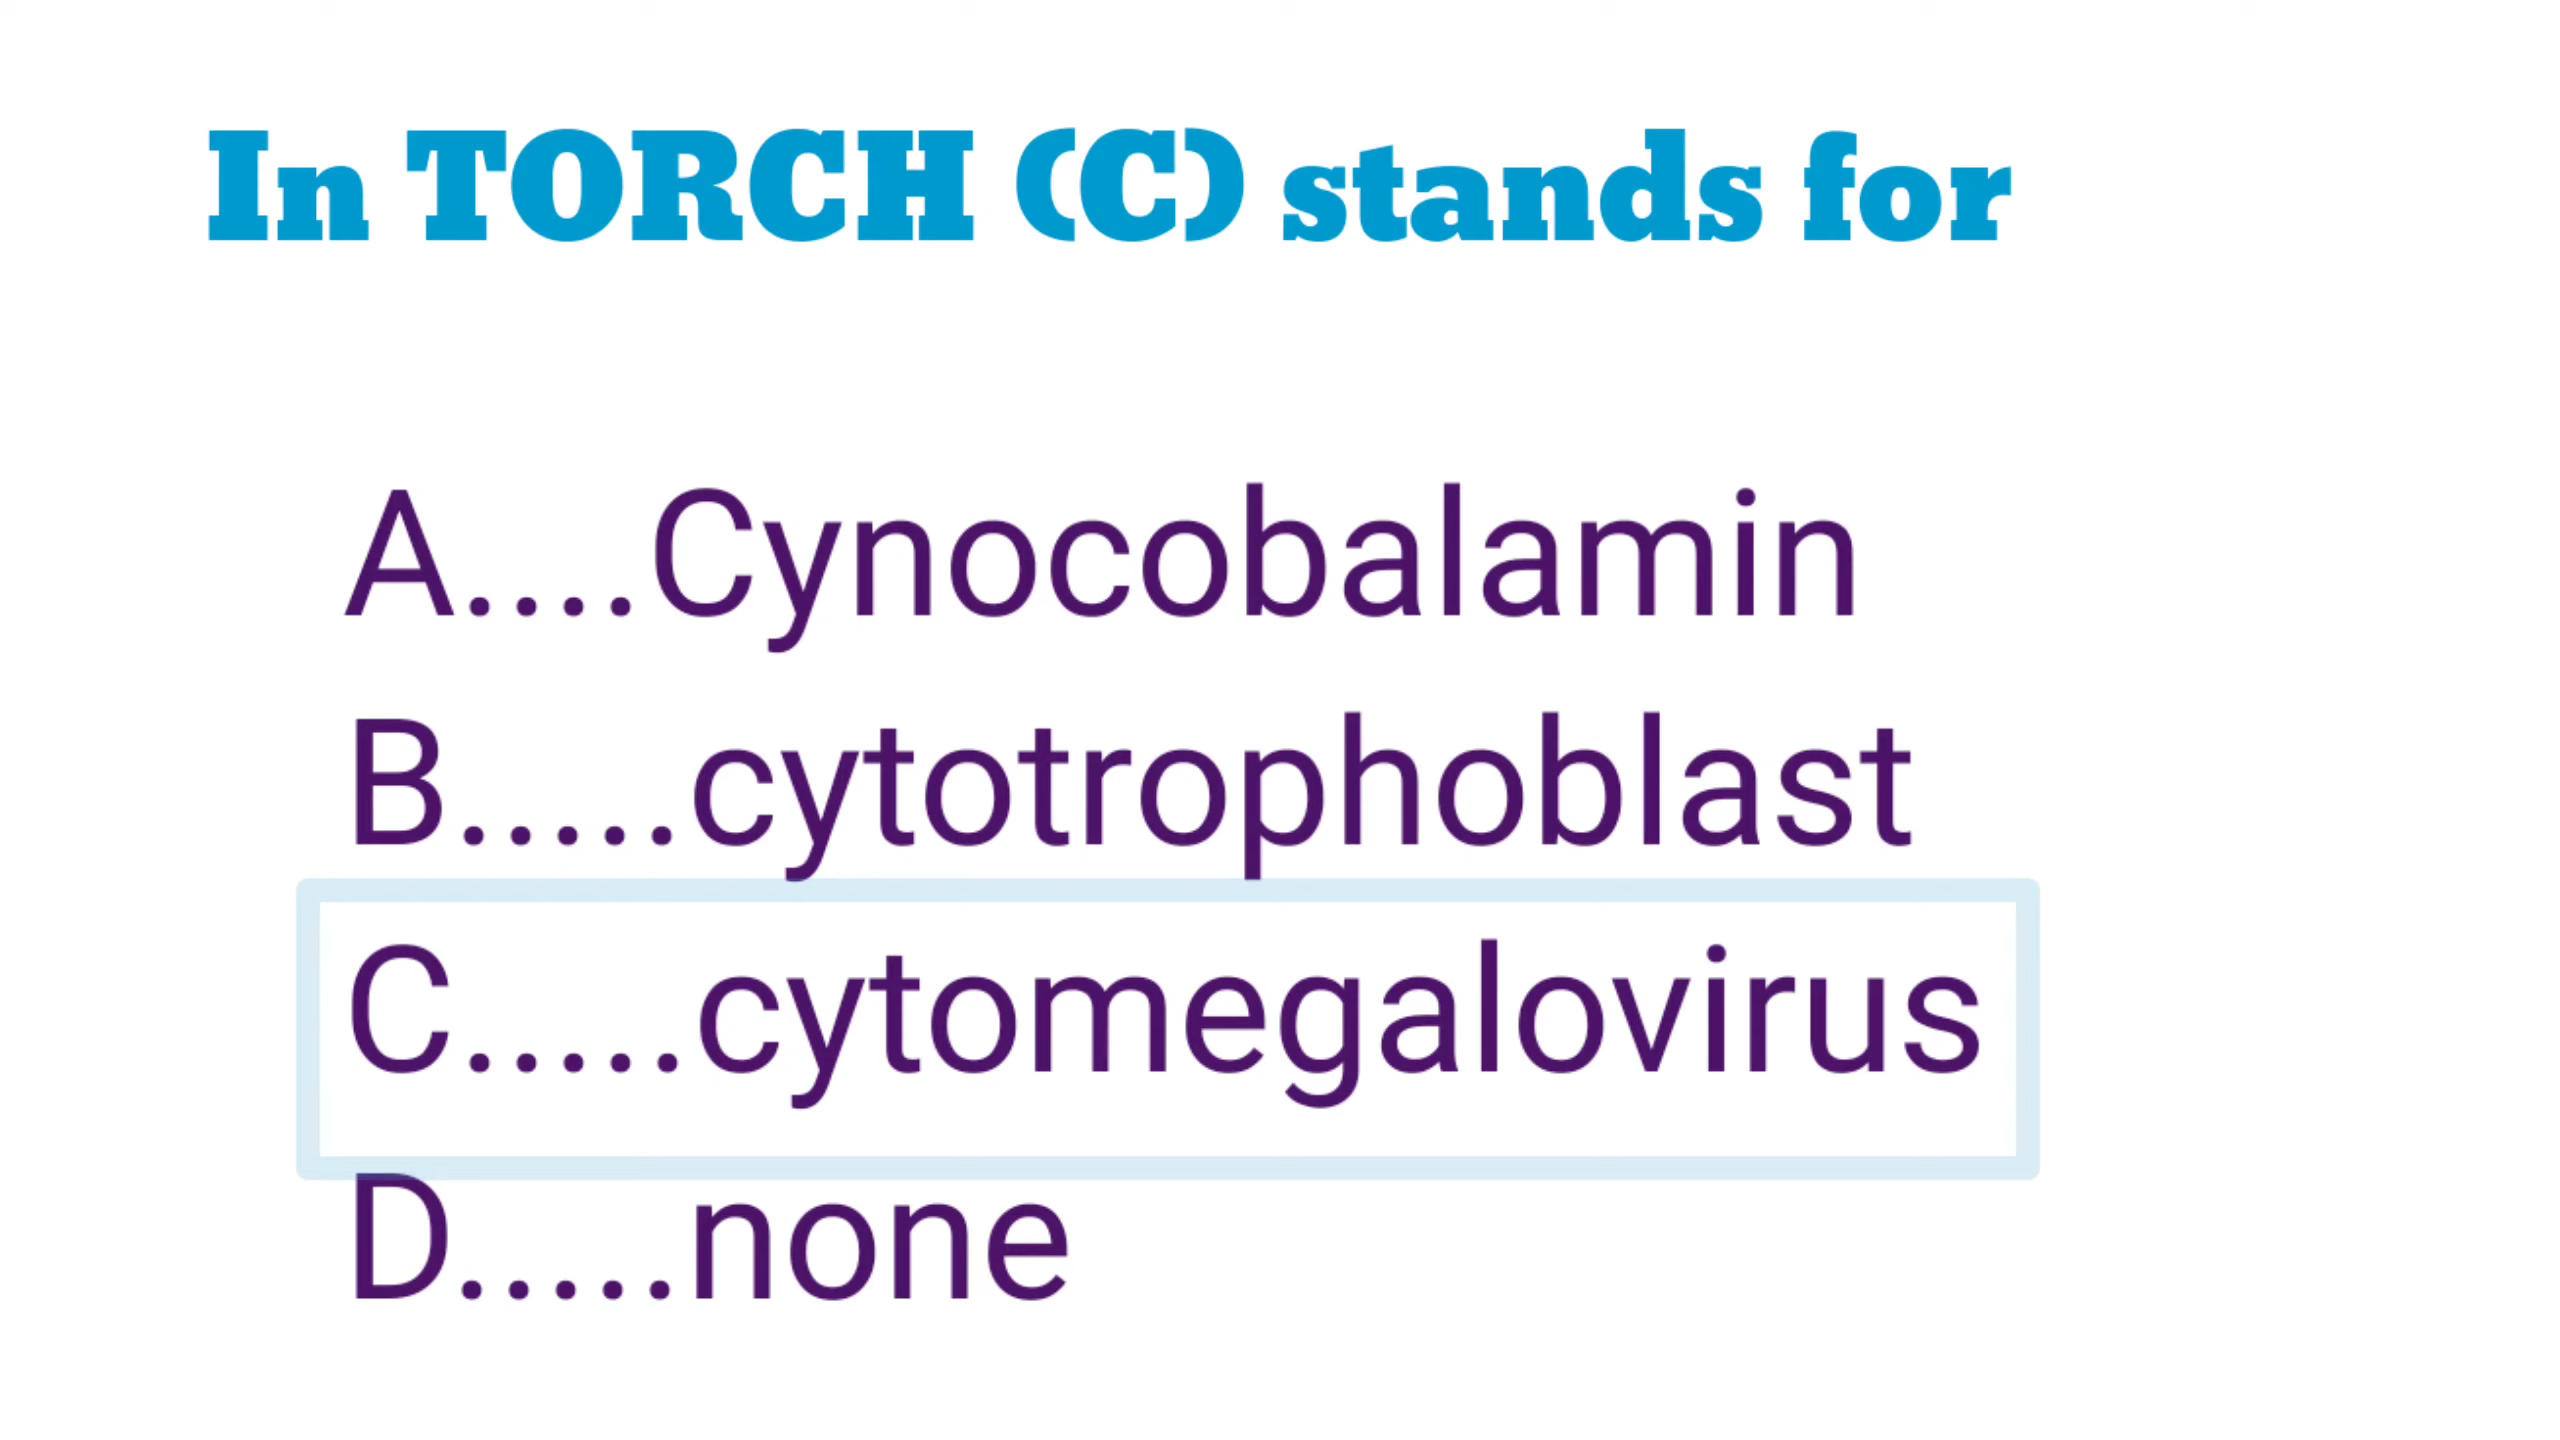 In TORCH (C) stands for
A....Cynocobalamin
B.....cytotrophoblast
C.....cytomegalovirus
D.....none